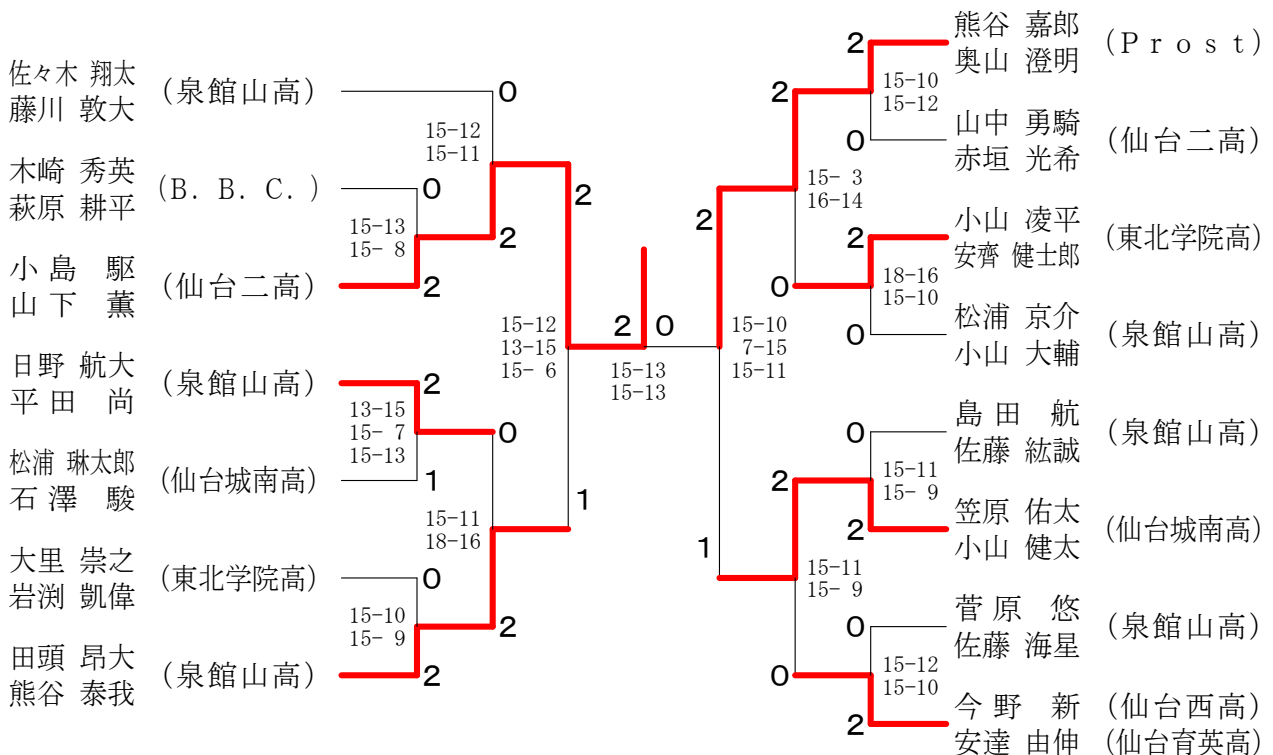 佐々木 翔太
藤川 敦大
(泉館山高)
0
15-12
15-11
木崎 秀英
萩原 耕平
(B. B. C.)
0
15-13
15- 8
2
小島 駆
山下 薫
(仙台二高)
2
2
15-12
13-15
15- 6
日野 航大
平田 尚
(泉館山高)
2
13-15
15- 7
15-13
0
松浦 琳太郎
石澤 駿
(仙台城南高)
1
15-11
18-16
1
大里 崇之
岩渕 凱偉
(東北学院高)
0
15-10
15- 9
2
田頭 昂大
熊谷 泰我
(泉館山高)
2
2
0
15-13
15-13
熊谷 嘉郎
奥山 澄明
(Prost)
2
15-10
15-12
2
山中 勇騎
赤垣 光希
(仙台二高)
0
15- 3
16-14
2
小山 凌平
安齊 健士郎
(東北学院高)
2
18-16
15-10
0
松浦 京介
小山 大輔
(泉館山高)
0
15-10
7-15
15-11
島田 航
佐藤 紘誠
(泉館山高)
0
15-11
15- 9
2
笠原 佑太
小山 健太
(仙台城南高)
2
1
15-11
15- 9
菅原 悠
佐藤 海星
(泉館山高)
0
15-12
15-10
0
今野 新
(仙台西高)
安達 由伸
(仙台育英高)
2